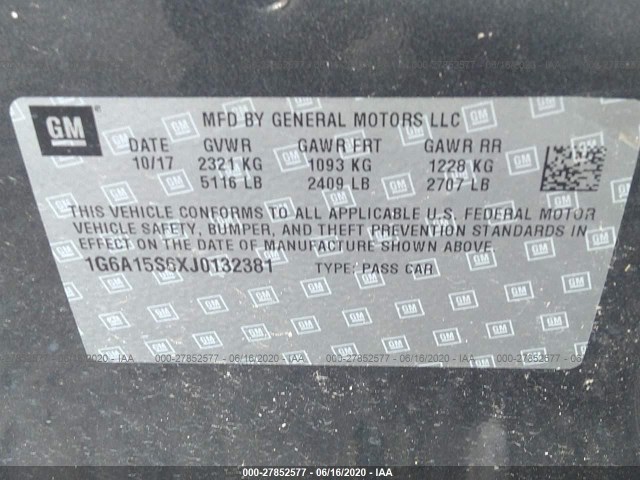 GM
MFD BY GENERAL MOTORS LLC
DATE GVWR GAWR FRT GAWR RR
10/17 2321 KG 1093 KG 1228 KG
5116 LB 2409 LB 2707 LB
THIS VEHICLE CONFORMS TO ALL APPLICABLE U.S. FEDERAL MOTOR
VEHICLE SAFETY, BUMPER, AND THEFT PREVENTION STANDARDS IN
EFFECT ON THE DATE OF MANUFACTURE SHOWN ABOVE.
1G6A15S6XJ0132381 TYPE: PASS CAR
000-27852577 - 06/16/2020 - IAA
000-27852577 - 06/16/2020 - IAA